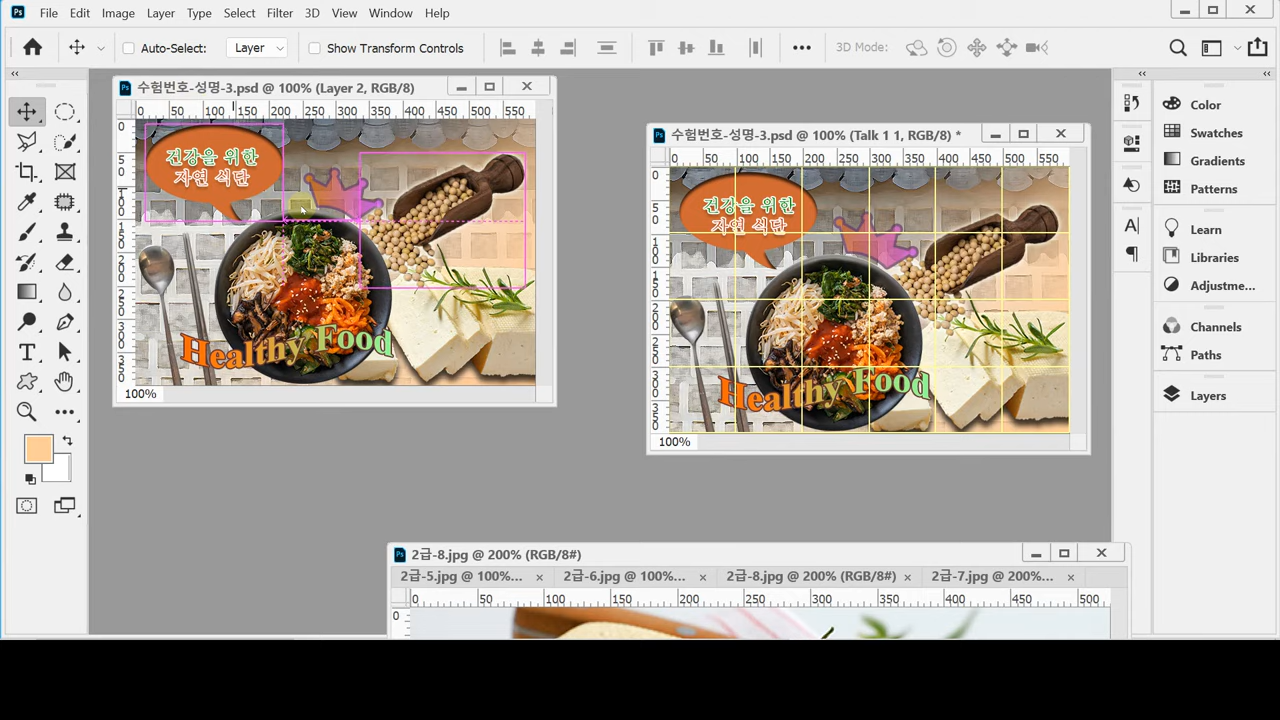 File Edit Image Layer Type Select Filter 3D View Window Help
Auto-Select: Layer Show Transform Controls 3D Mode:
수험번호-성명-3.psd @ 100% (Layer 2, RGB/8)
0 50 100 150 200 250 300 350 400 450 500 550
건강을 위한
자연 식단
Healthy Food
100%
수험번호-성명-3.psd @ 100% (Talk 1 1, RGB/8) *
0 50 100 150 200 250 300 350 400 450 500 550
건강을 위한
자연 식단
Healthy Food
100%
2급-8.jpg @ 200% (RGB/8#)
2급-5.jpg @ 100%... 2급-6.jpg @ 100%... 2급-8.jpg @ 200% (RGB/8#) 2급-7.jpg @ 200%...
0 50 100 150 200 250 300 350 400 450 500
Color
Swatches
Gradients
Patterns
Learn
Libraries
Adjustme...
Channels
Paths
Layers